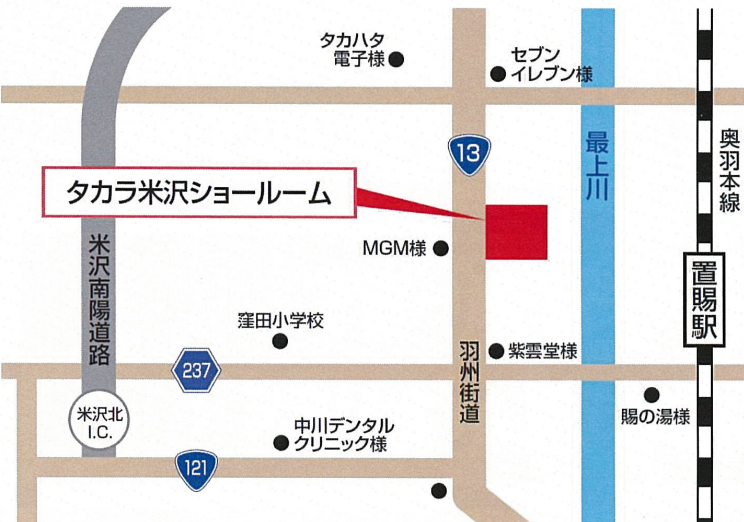 タカハタ
電子様
セブン
イレブン様
13
最上川
奥羽本線
タカラ米沢ショールーム
米沢南陽道路
MGM様
置賜駅
窪田小学校
237
羽州街道
紫雲堂様
米沢北
I.C.
中川デンタル
クリニック様
賜の湯様
121